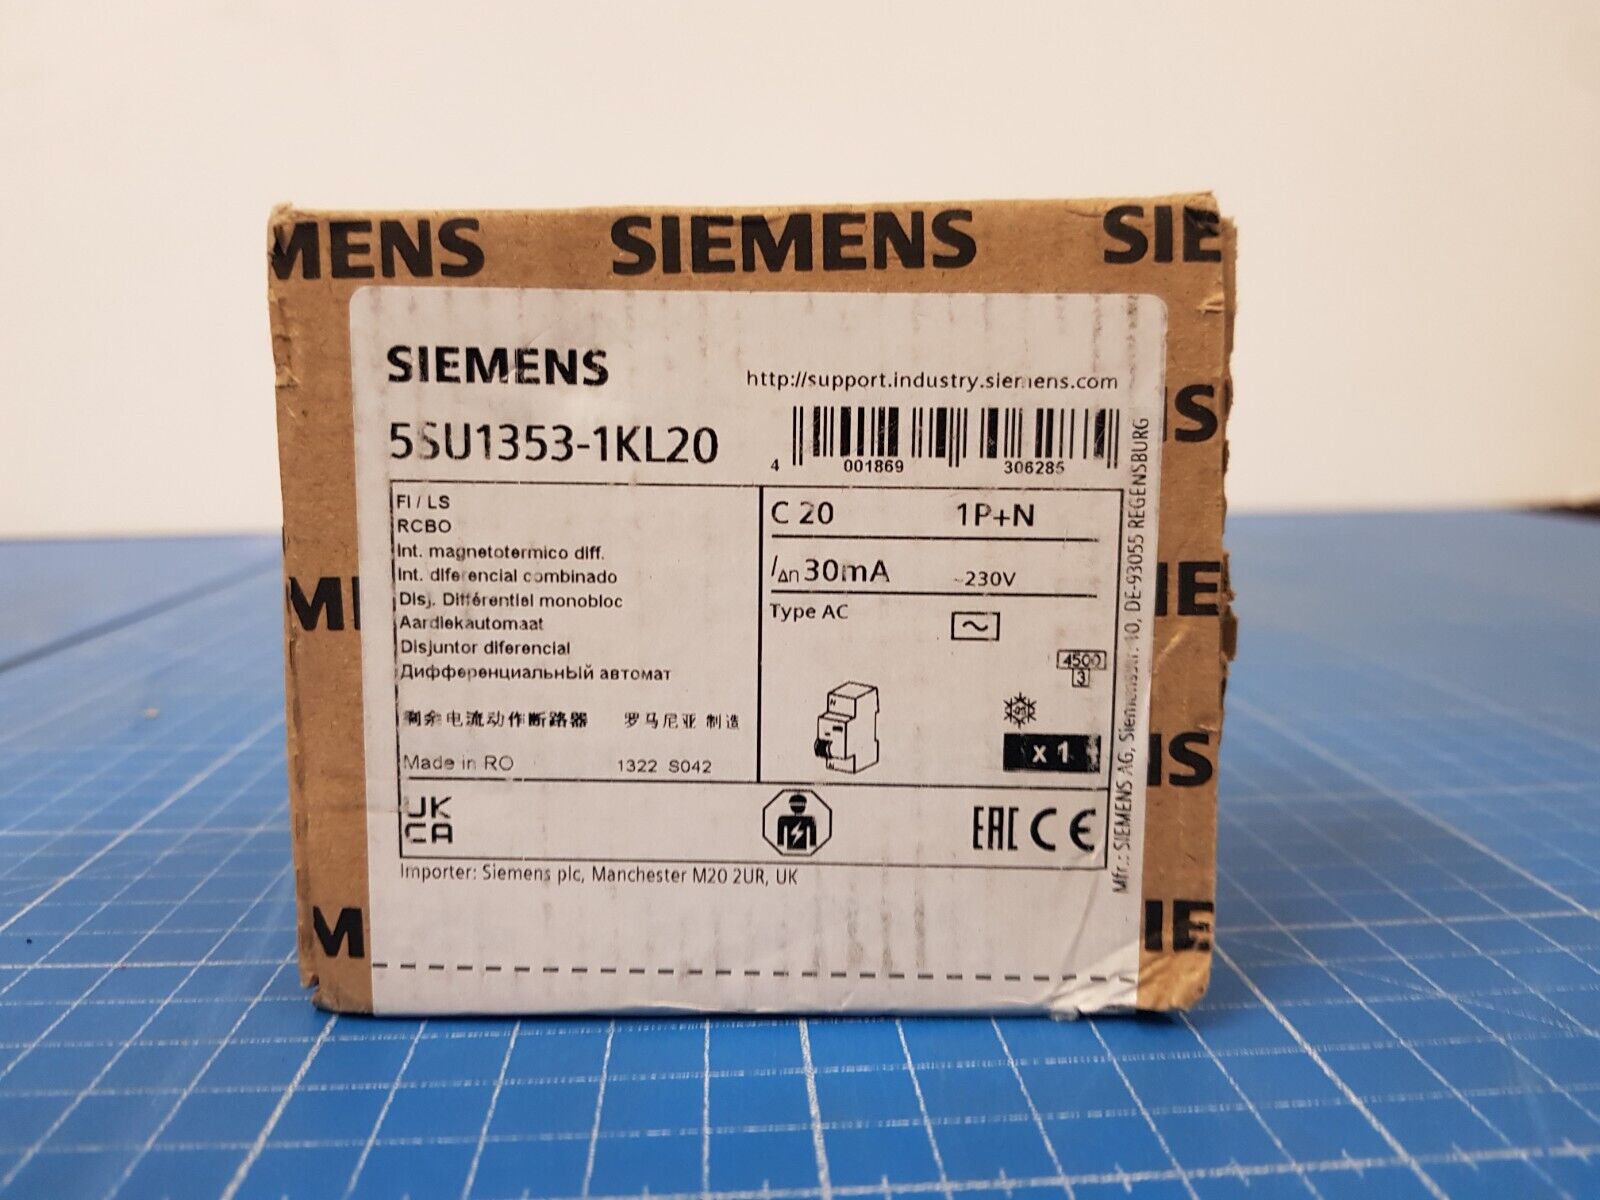 MENS SIEMENS SIE
SIEMENS
http://support.industry.siemens.com
5SU1353-1KL20
4 001869 306285
FI / LS
RCBO
Int. magnetotermico diff.
Int. diferencial combinado
Disj. Différentiel monobloc
Aardlekautomaat
Disjuntor diferencial
Дифференциальный автомат
剩余电流动作断路器 罗马尼亚 制造
Made in RO 1322 S042
C 20 1P+N
I∆n 30mA ~230V
Type AC
4500
3
x 1
UK
CA
EAC CE
Importer: Siemens plc, Manchester M20 2UR, UK
Mfr.: SIEMENS AG, Siemensstr. 10, DE-93055 REGENSBURG
S
M IE
S
M IE